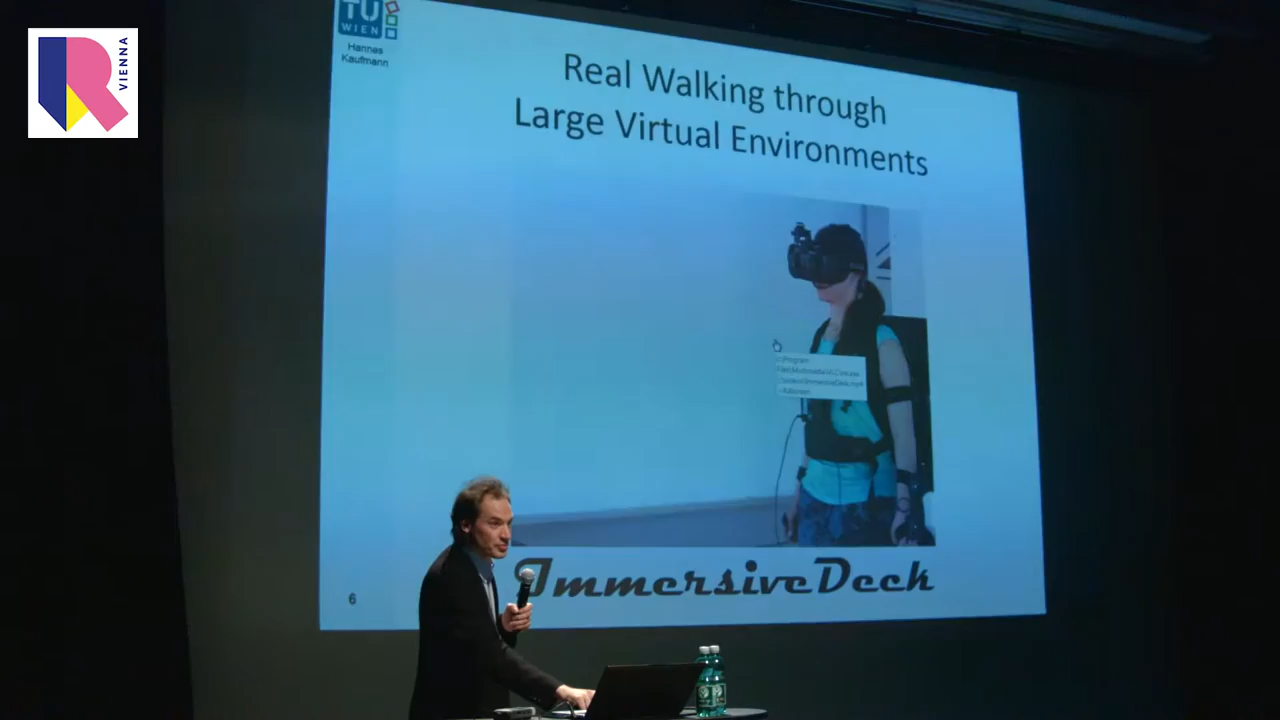 VIENNA
TU
WIEN
Hannes
Kaufmann
Real Walking through
Large Virtual Environments
ImmersiveDeck
6